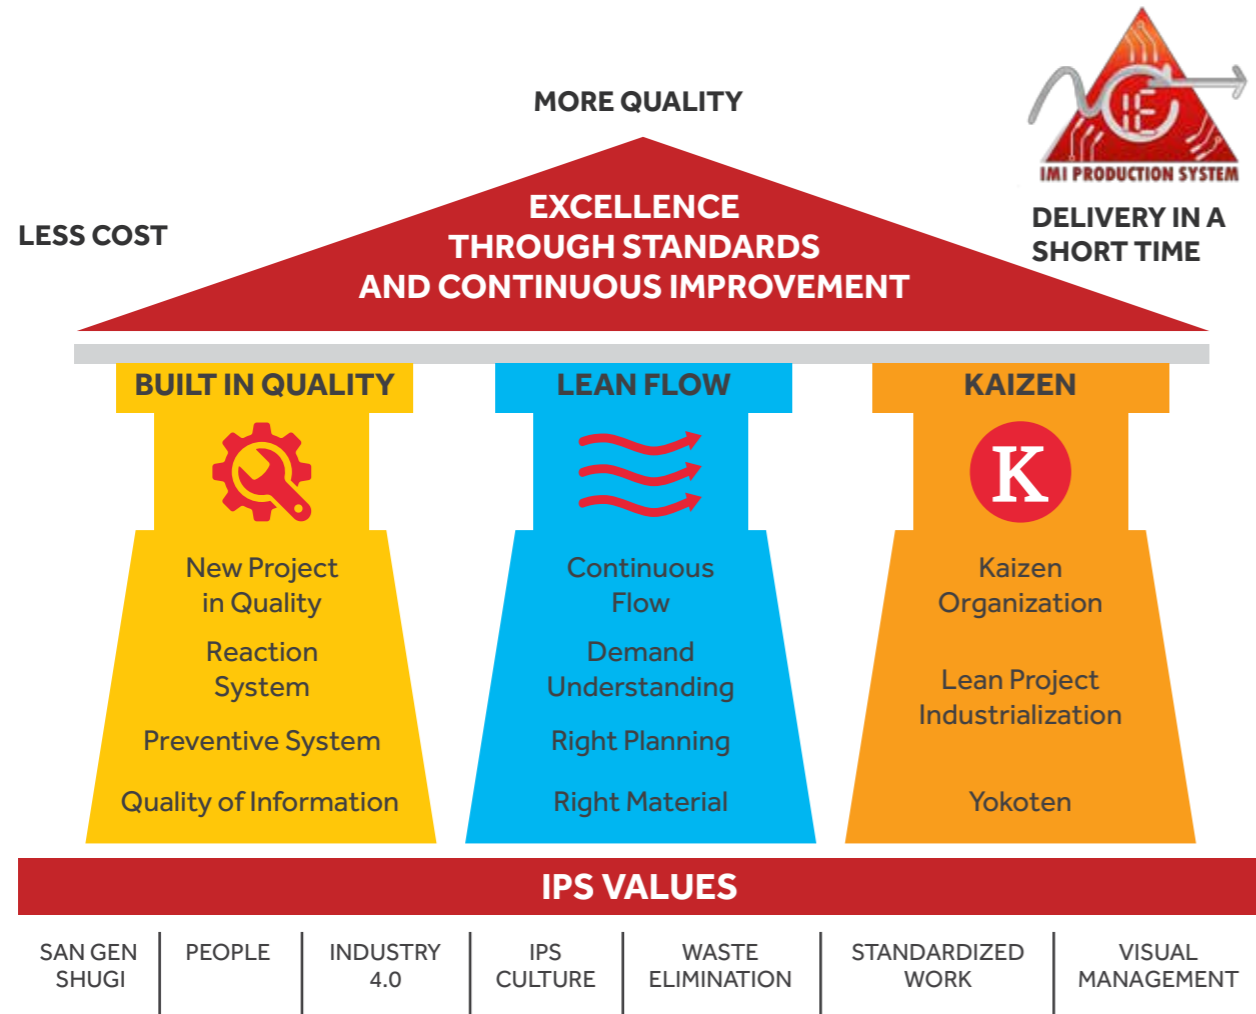 MORE QUALITY
IE
IMI PRODUCTION SYSTEM
LESS COST
DELIVERY IN A
SHORT TIME
EXCELLENCE
THROUGH STANDARDS
AND CONTINUOUS IMPROVEMENT
BUILT IN QUALITY
New Project
in Quality
Reaction
System
Preventive System
Quality of Information
LEAN FLOW
Continuous
Flow
Demand
Understanding
Right Planning
Right Material
KAIZEN
K
Kaizen
Organization
Lean Project
Industrialization
Yokoten
IPS VALUES
SAN GEN
SHUGI
PEOPLE
INDUSTRY
4.0
IPS
CULTURE
WASTE
ELIMINATION
STANDARDIZED
WORK
VISUAL
MANAGEMENT